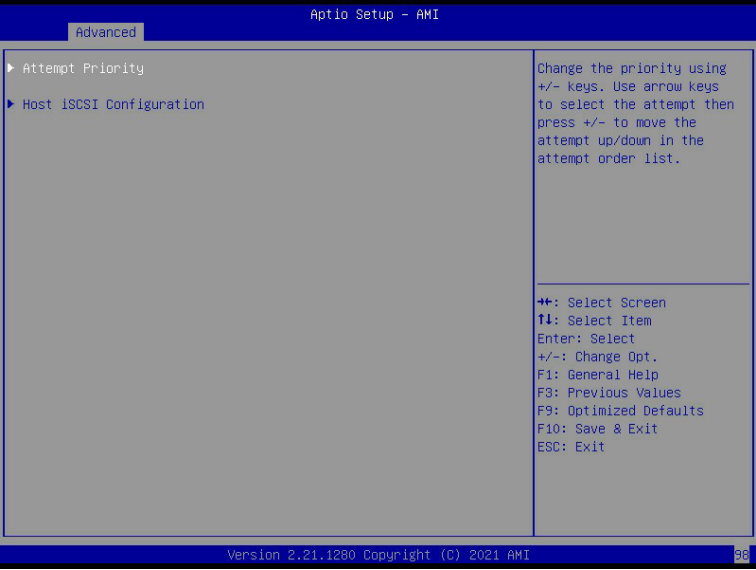 Aptio Setup - AMI
Advanced
Attempt Priority
Host iSCSI Configuration
Change the priority using
+/- keys. Use arrow keys
to select the attempt then
press +/- to move the
attempt up/down in the
attempt order list.
→←: Select Screen
↑↓: Select Item
Enter: Select
+/-: Change Opt.
F1: General Help
F3: Previous Values
F9: Optimized Defaults
F10: Save & Exit
ESC: Exit
Version 2.21.1280 Copyright (C) 2021 AMI
98